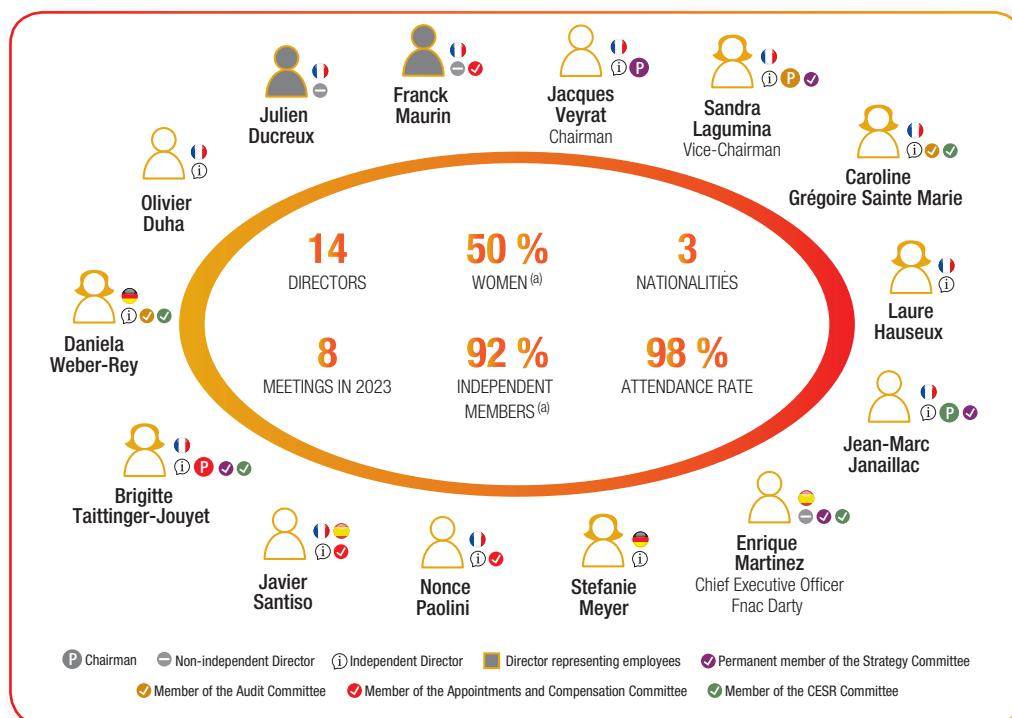 Franck
Maurin
Jacques
Veyrat
Chairman
P
Sandra
Lagumina
Vice-Chairman
P
Julien
Ducreux
Caroline
Grégoire Sainte Marie
Olivier
Duha
Laure
Hauseux
Daniela
Weber-Rey
Jean-Marc
Janaillac
P
Brigitte
Taittinger-Jouyet
P
Enrique
Martinez
Chief Executive Officer
Fnac Darty
Javier
Santiso
Nonce
Paolini
Stefanie
Meyer
14
DIRECTORS
50 %
WOMEN (a)
3
NATIONALITIES
8
MEETINGS IN 2023
92 %
INDEPENDENT
MEMBERS (a)
98 %
ATTENDANCE RATE
P Chairman
Non-independent Director
i Independent Director
Director representing employees
Permanent member of the Strategy Committee
Member of the Audit Committee
Member of the Appointments and Compensation Committee
Member of the CESR Committee